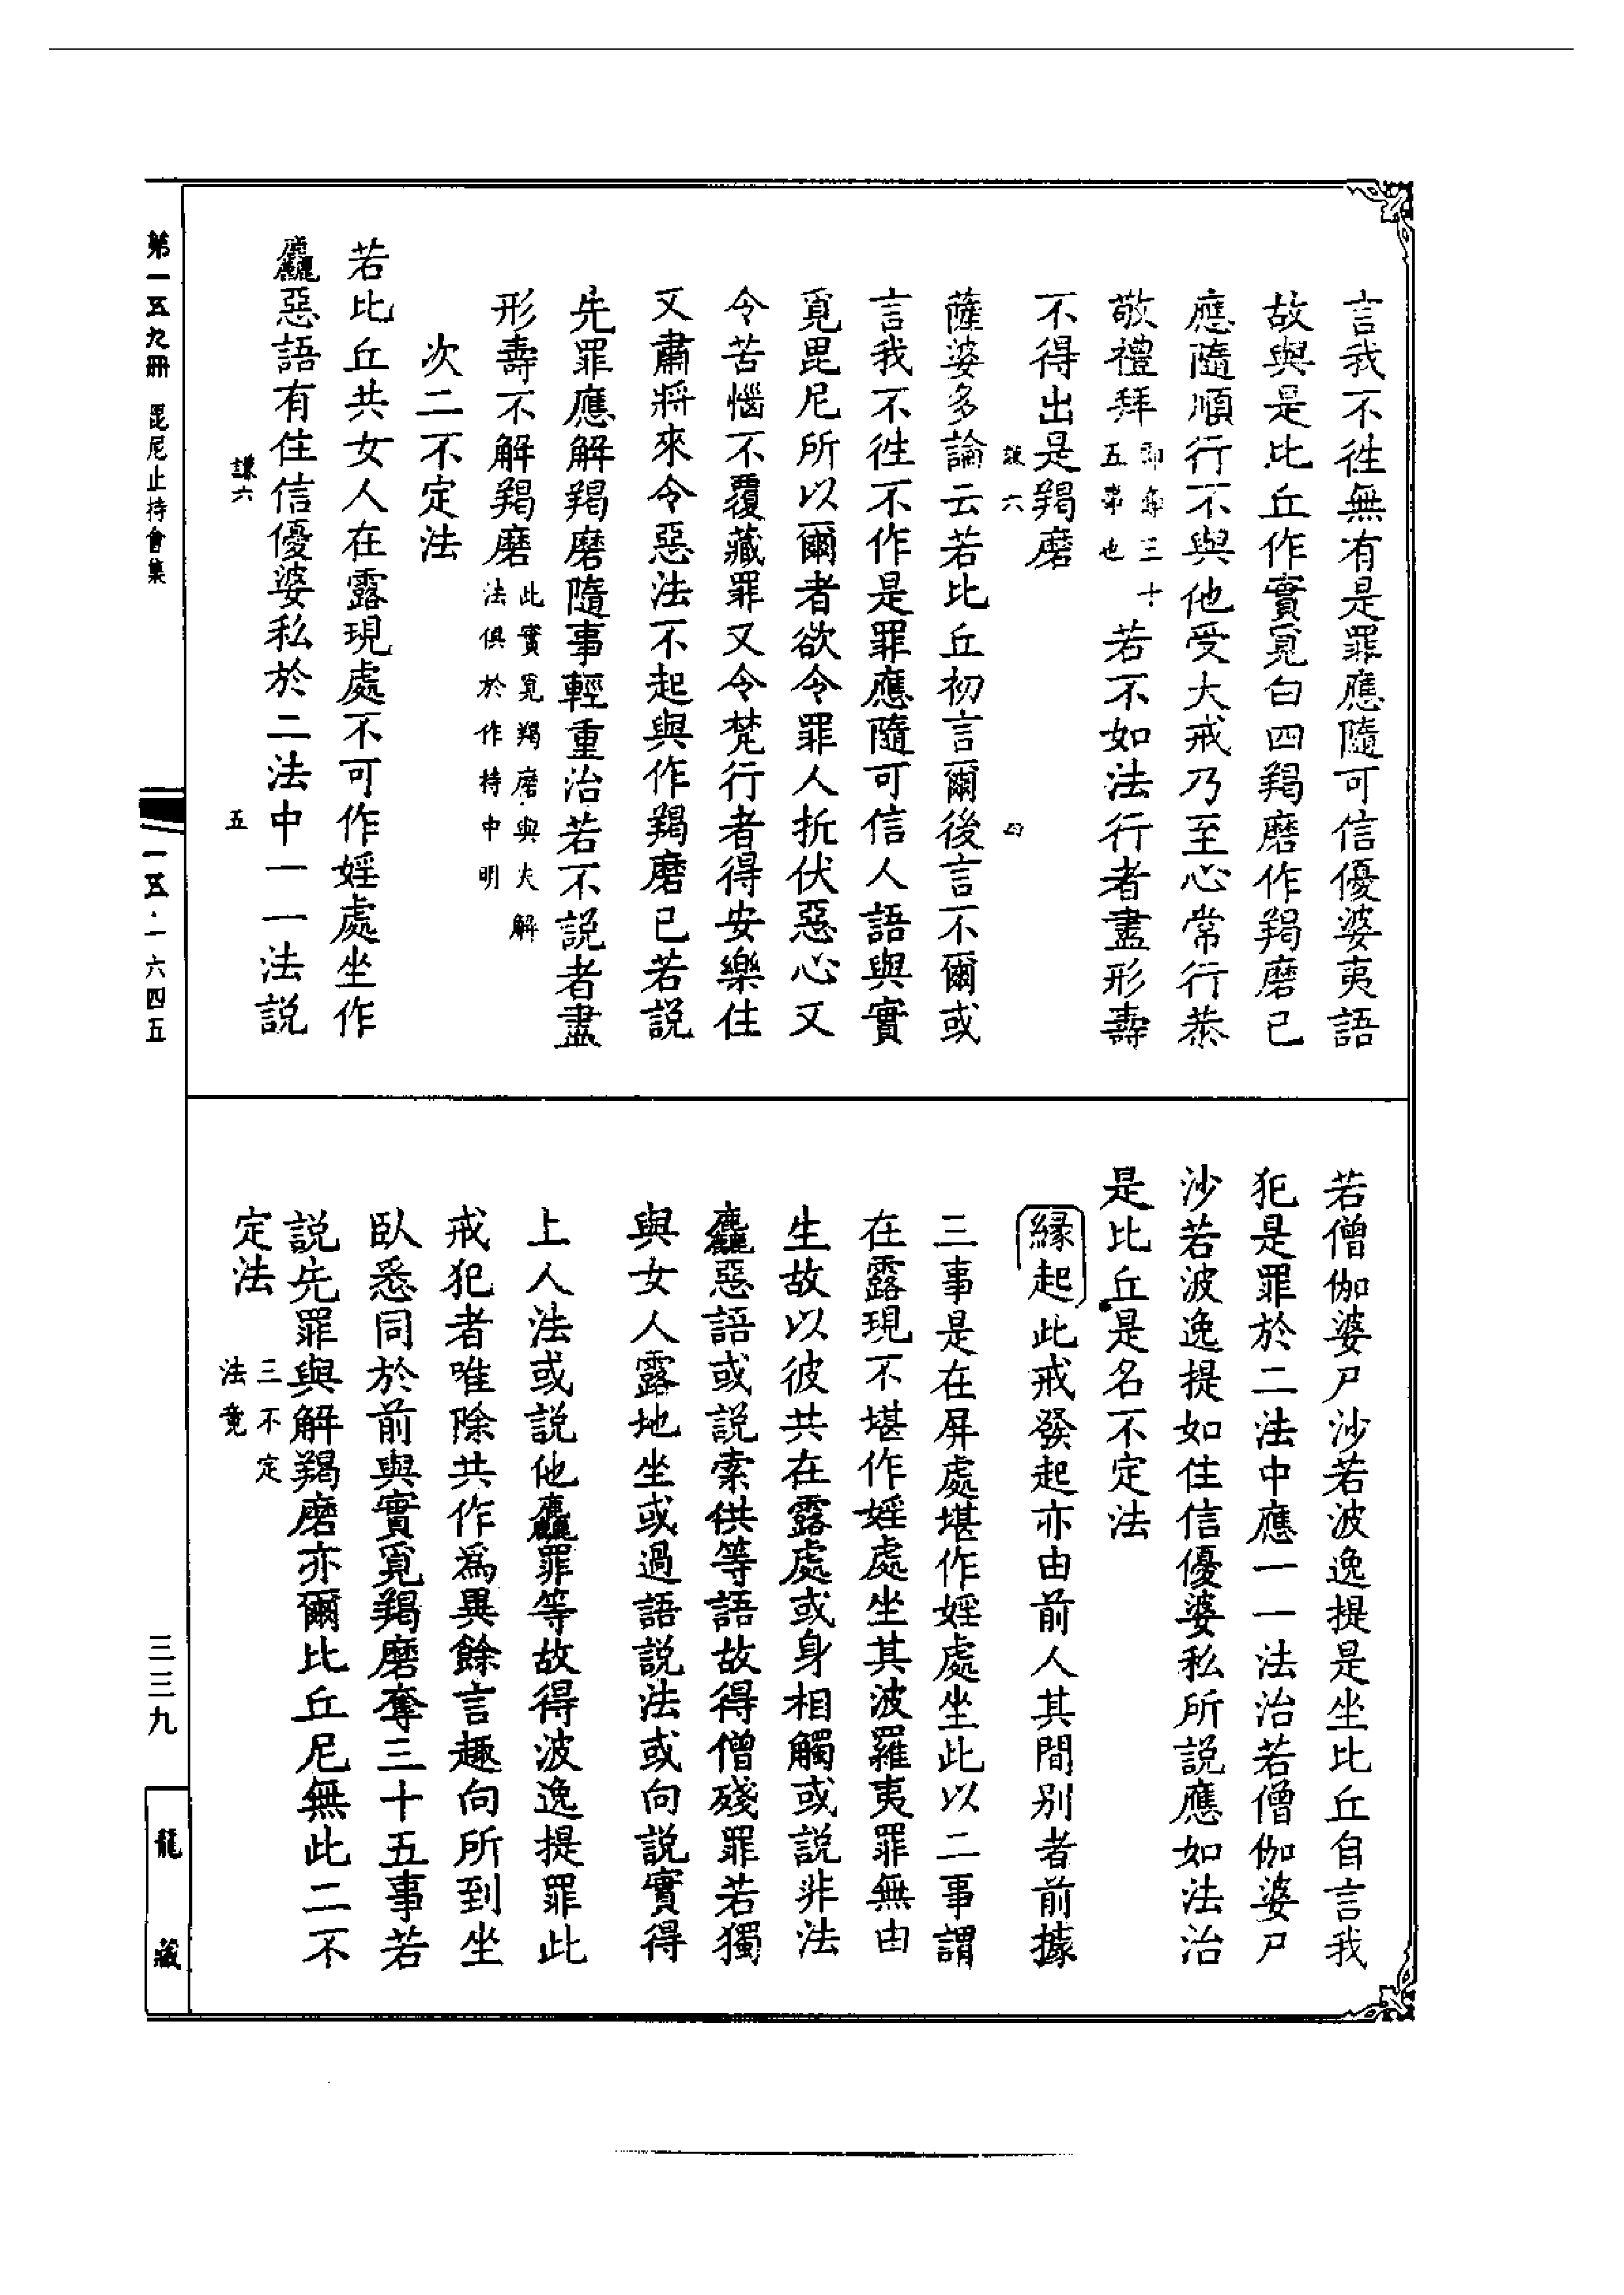 言我不徃無有是罪應隨可信優婆夷語
故與是比丘作實覓白四羯磨作羯磨已
應隨順行不與他受大戒乃至心常行恭
敬禮拜即奪三十五事也若不如法行者盡形壽
不得出是羯磨
謙六 四
薩婆多論云若比丘初言爾後言不爾或
言我不徃不作是罪應隨可信人語與實
覓毘尼所以爾者欲令罪人折伏惡心又
令苦惱不覆藏罪又令梵行者得安樂住
又肅將來令惡法不起與作羯磨已若説
先罪應解羯磨隨事輕重治若不説者盡
形壽不解羯磨此實覓羯磨與夫解法俱於作持中明
次二不定法
若比丘共女人在露現處不可作婬處坐作
麤惡語有住信優婆私於二法中一一法説
謙六 五
若僧伽婆尸沙若波逸提是坐比丘自言我
犯是罪於二法中應一一法治若僧伽婆尸
沙若波逸提如住信優婆私所説應如法治
是比丘是名不定法
緣起此戒發起亦由前人其間别者前據
三事是在屏處堪作婬處坐此以二事謂
在露現不堪作婬處坐其波羅夷罪無由
生故以彼共在露處或身相觸或説非法
麤惡語或説索供等語故得僧殘罪若獨
與女人露地坐或過語説法或向説實得
上人法或説他麤罪等故得波逸提罪此
戒犯者唯除共作爲異餘言趣向所到坐
臥悉同於前與實覓羯磨奪三十五事若
説先罪與解羯磨亦爾比丘尼無此二不
定法三不定法竟
第一五九冊 毘尼止持會集
一五・一六四五
三三九
龍藏